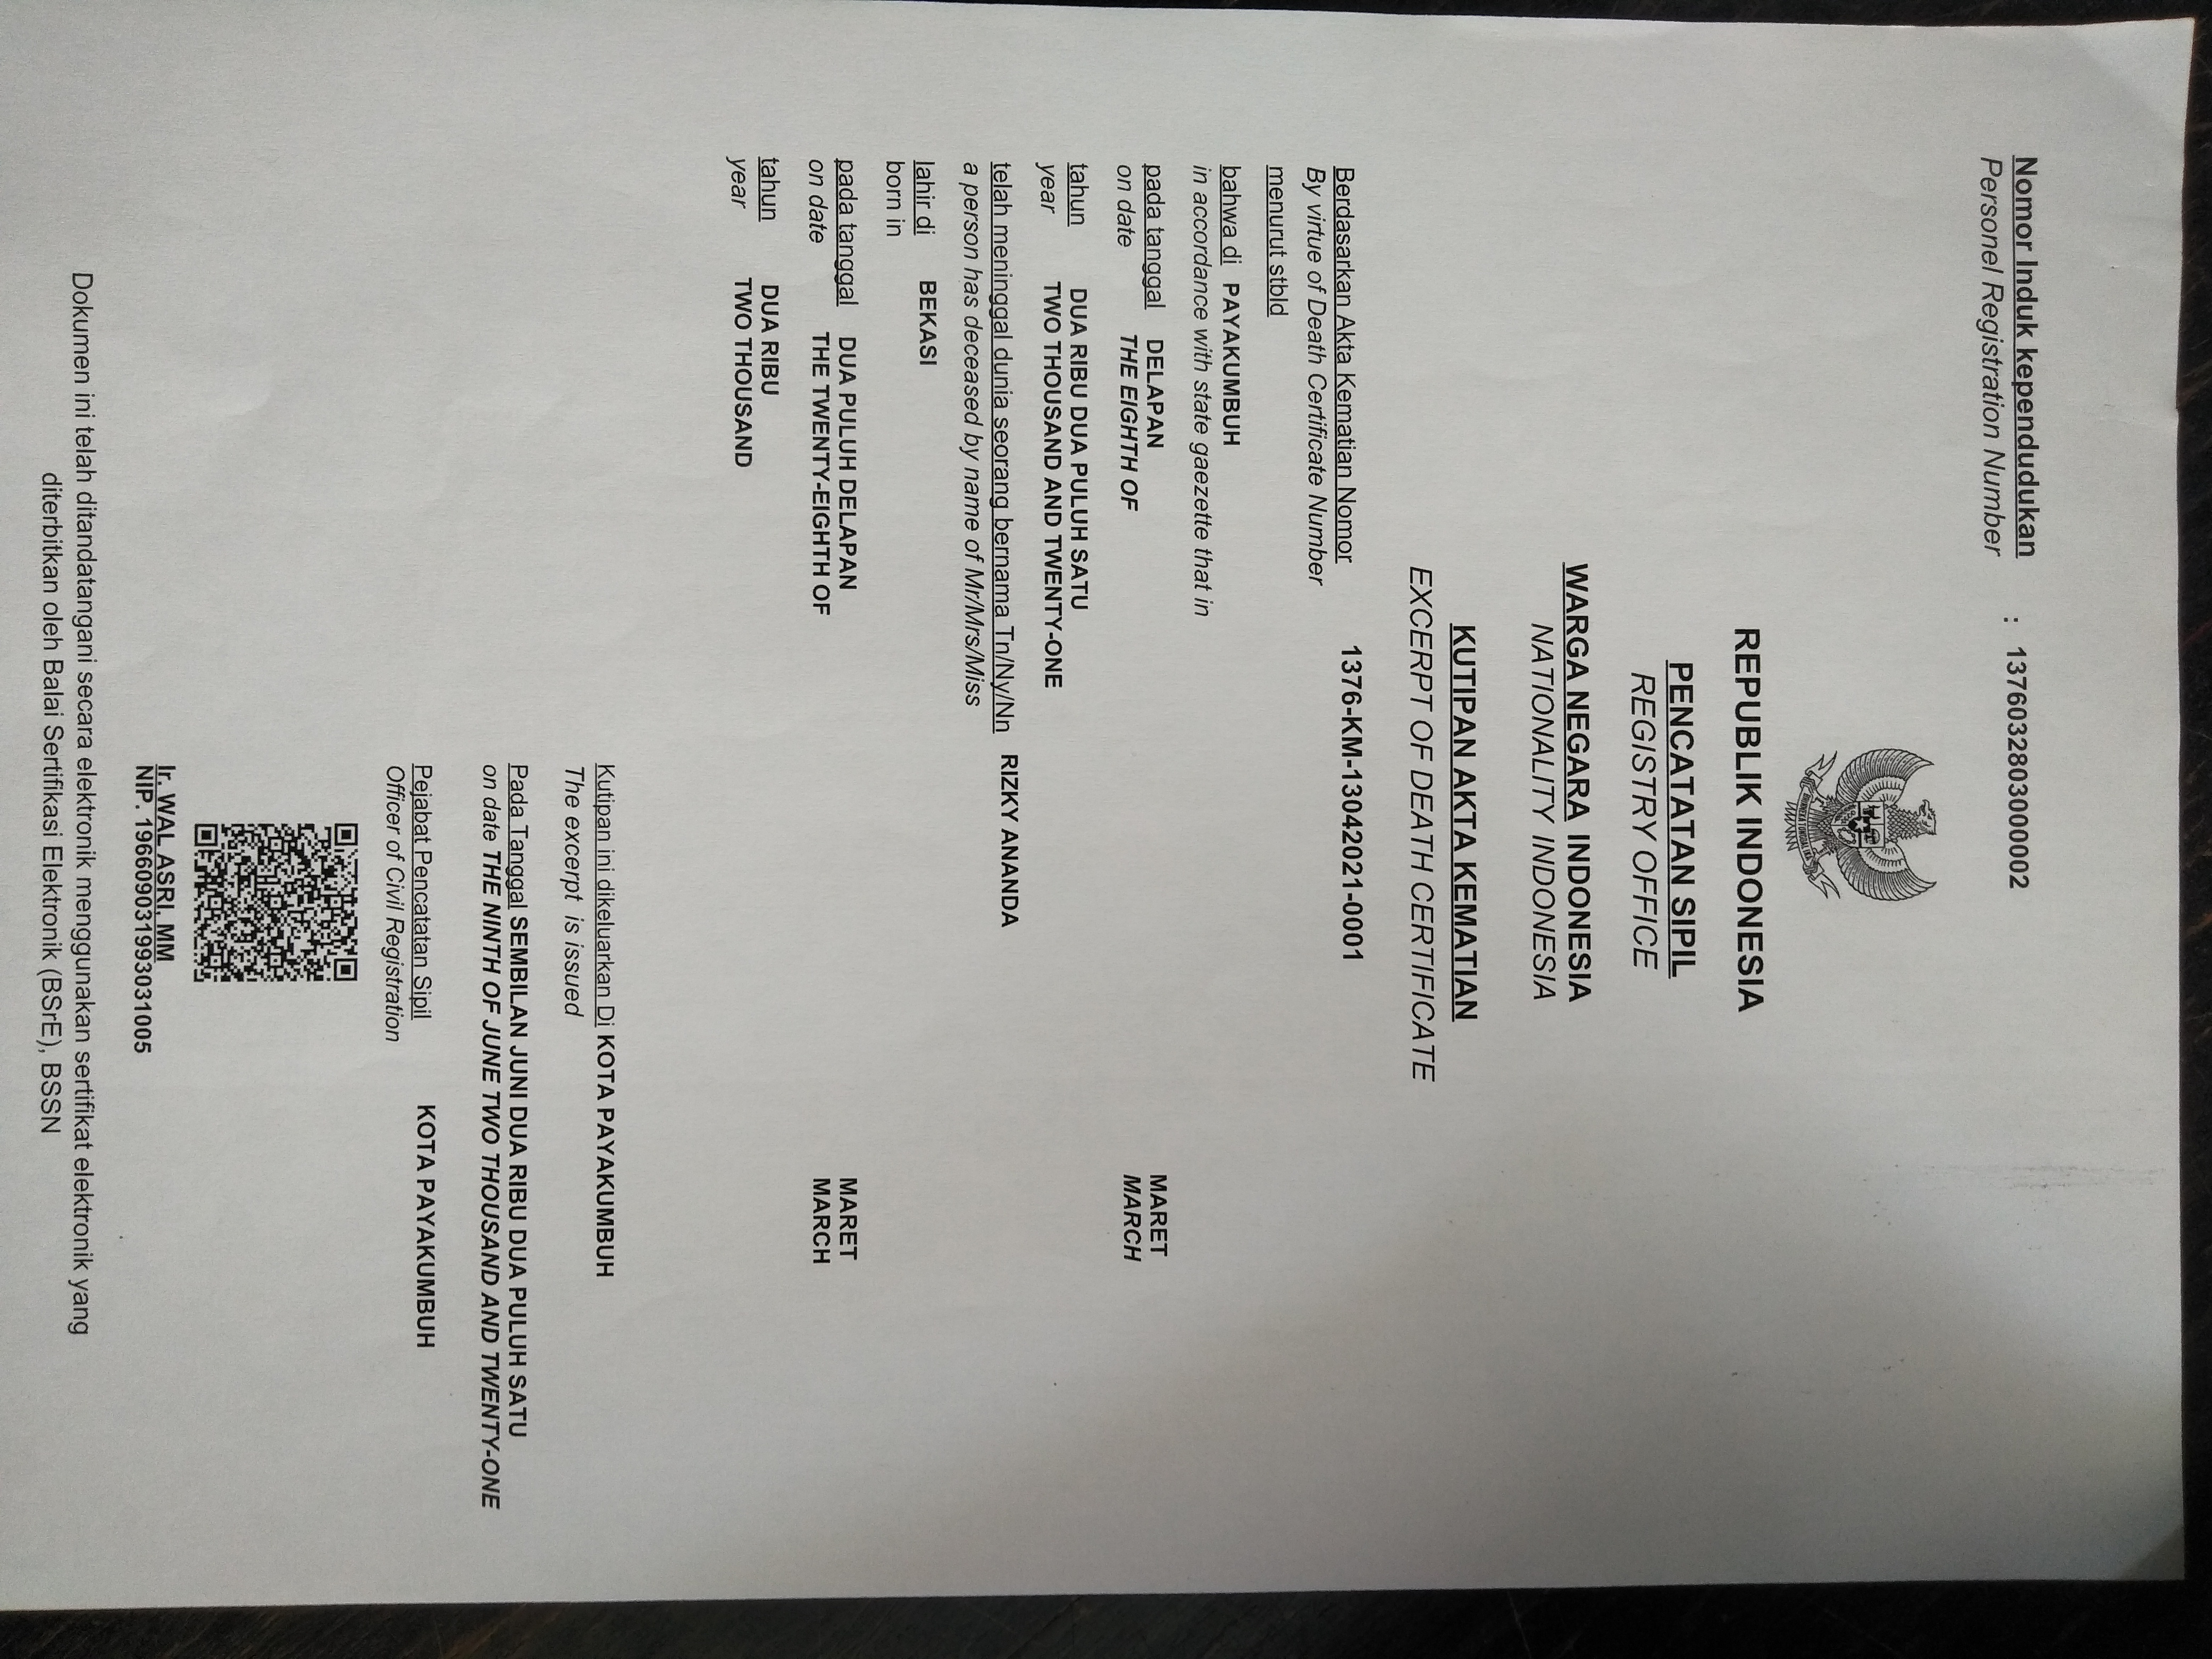 Nomor Induk kependudukan : 1376032803000002
Personel Registration Number
BHINNEKA TUNGGAL IKA
REPUBLIK INDONESIA
PENCATATAN SIPIL
REGISTRY OFFICE
WARGA NEGARA INDONESIA
NATIONALITY INDONESIA
KUTIPAN AKTA KEMATIAN
EXCERPT OF DEATH CERTIFICATE
Berdasarkan Akta Kematian Nomor 1376-KM-13042021-0001
By virtue of Death Certificate Number
menurut stbld
bahwa di PAYAKUMBUH
in accordance with state gaezette that in
pada tanggal DELAPAN MARET
on date THE EIGHTH OF MARCH
tahun DUA RIBU DUA PULUH SATU
year TWO THOUSAND AND TWENTY-ONE
telah meninggal dunia seorang bernama Tn/Ny/Nn RIZKY ANANDA
a person has deceased by name of Mr/Mrs/Miss
lahir di BEKASI
born in
pada tanggal DUA PULUH DELAPAN MARET
on date THE TWENTY-EIGHTH OF MARCH
tahun DUA RIBU
year TWO THOUSAND
Kutipan ini dikeluarkan Di KOTA PAYAKUMBUH
The excerpt is issued
Pada Tanggal SEMBILAN JUNI DUA RIBU DUA PULUH SATU
on date THE NINTH OF JUNE TWO THOUSAND AND TWENTY-ONE
Pejabat Pencatatan Sipil KOTA PAYAKUMBUH
Officer of Civil Registration
Ir. WAL ASRI, MM
NIP. 196609031993031005
Dokumen ini telah ditandatangani secara elektronik menggunakan sertifikat elektronik yang
diterbitkan oleh Balai Sertifikasi Elektronik (BSrE), BSSN